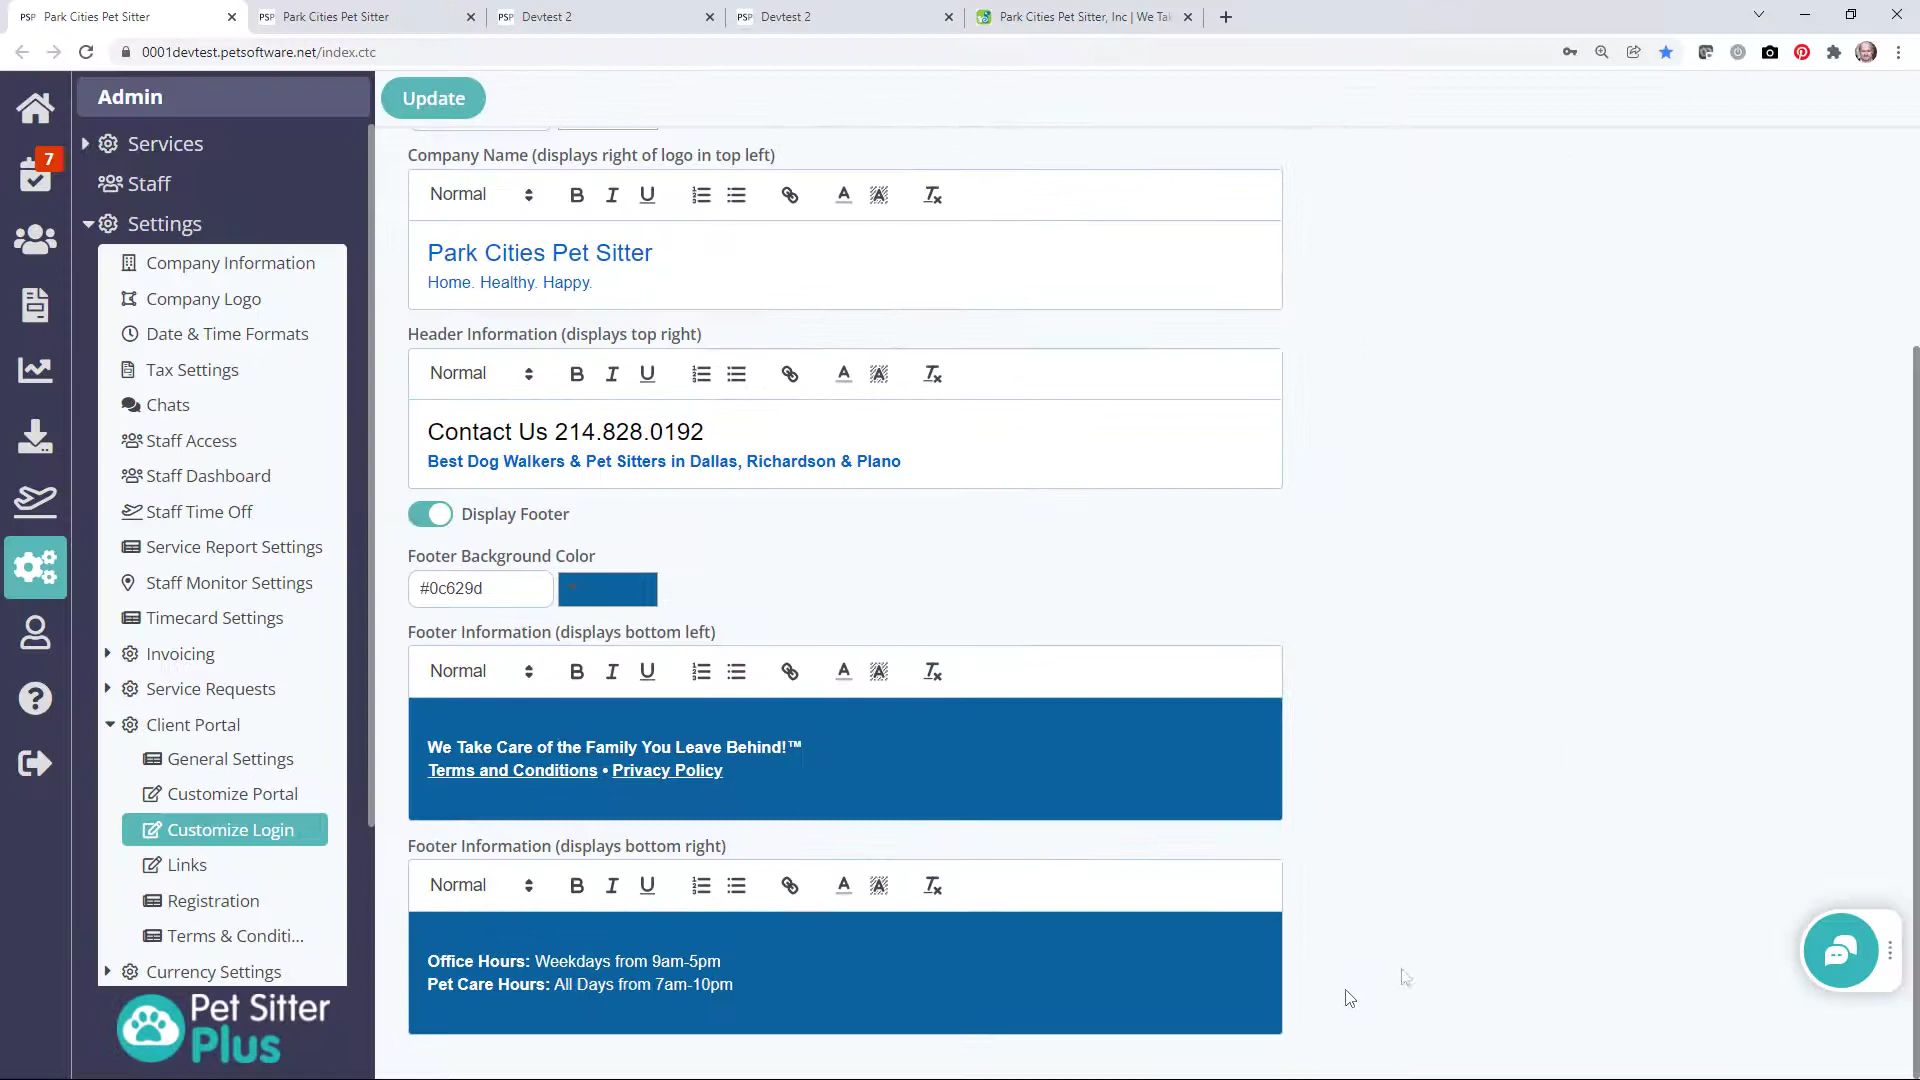 PSP Park Cities Pet Sitter
PSP Park Cities Pet Sitter
PSP Devtest 2
PSP Devtest 2
Park Cities Pet Sitter, Inc | We Tak
0001devtest.petsoftware.net/index.ctc
7
Admin
Services
Staff
Settings
Company Information
Company Logo
Date & Time Formats
Tax Settings
Chats
Staff Access
Staff Dashboard
Staff Time Off
Service Report Settings
Staff Monitor Settings
Timecard Settings
Invoicing
Service Requests
Client Portal
General Settings
Customize Portal
Customize Login
Links
Registration
Terms & Conditi...
Currency Settings
Pet Sitter
Plus
Update
Company Name (displays right of logo in top left)
Normal
Park Cities Pet Sitter
Home. Healthy. Happy.
Header Information (displays top right)
Normal
Contact Us 214.828.0192
Best Dog Walkers & Pet Sitters in Dallas, Richardson & Plano
Display Footer
Footer Background Color
#0c629d
Footer Information (displays bottom left)
Normal
We Take Care of the Family You Leave Behind!™
Terms and Conditions • Privacy Policy
Footer Information (displays bottom right)
Normal
Office Hours: Weekdays from 9am-5pm
Pet Care Hours: All Days from 7am-10pm